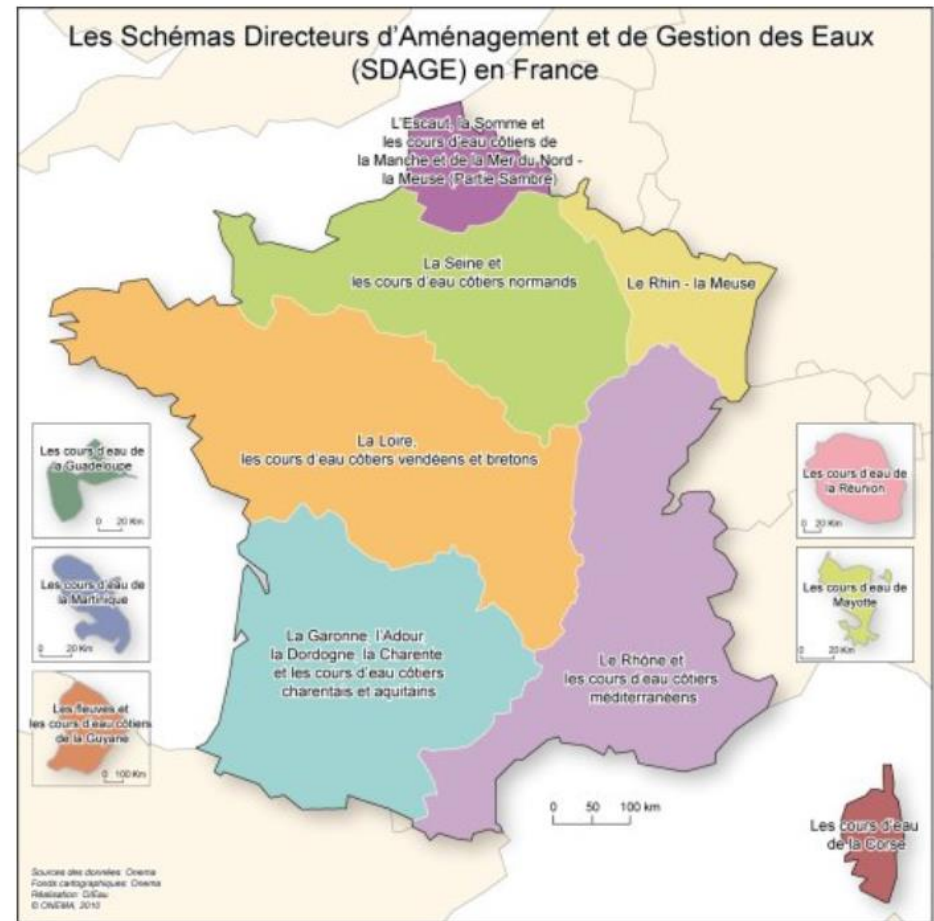 Les Schémas Directeurs d'Aménagement et de Gestion des Eaux
(SDAGE) en France
L'Escaut, la Somme et
les cours d'eau côtiers de
la Manche et de la Mer du Nord -
la Meuse (Partie Sambre)
La Seine et
les cours d'eau côtiers normands
Le Rhin - la Meuse
La Loire,
les cours d'eau côtiers vendéens et bretons
Les cours d'eau de
la Guadeloupe
0 20 Km
Les cours d'eau de
la Réunion
0 20 Km
Les cours d'eau de
la Martinique
0 20 Km
Les cours d'eau de
Mayotte
0 20 Km
La Garonne, l'Adour,
la Dordogne, la Charente
et les cours d'eau côtiers
charentais et aquitains
Le Rhône et
les cours d'eau côtiers
méditerranéens
Les fleuves et
les cours d'eau côtiers
de la Guyane
0 100 Km
0 50 100 km
Les cours d'eau
de la Corse
Sources des données: Onema
Fonds cartographiques: Onema
Réalisation: OIEau
© ONEMA, 2010